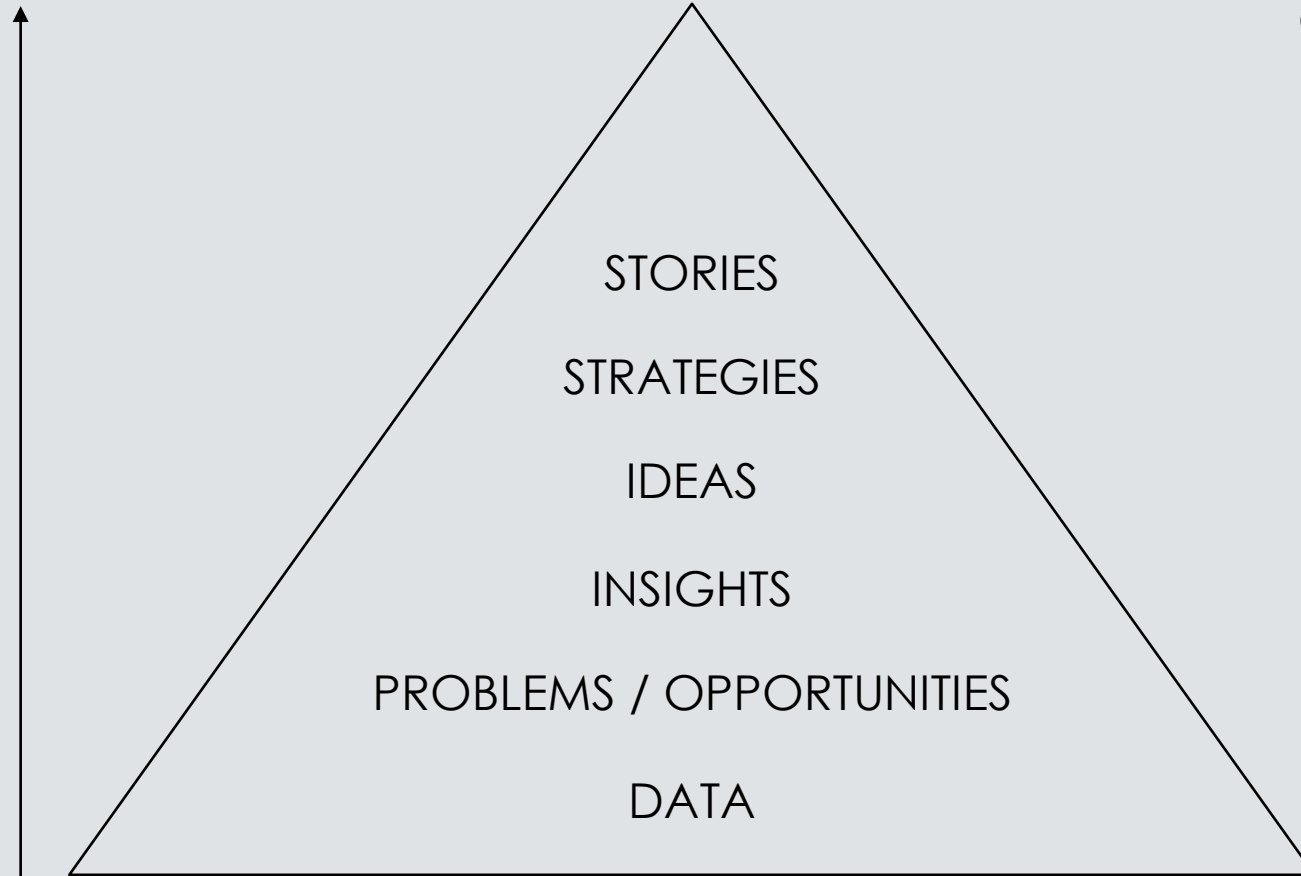 STORIES
STRATEGIES
IDEAS
INSIGHTS
PROBLEMS / OPPORTUNITIES
DATA